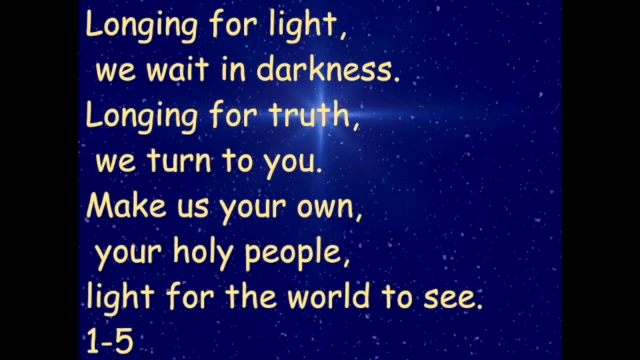 Longing for light,
we wait in darkness.
Longing for truth,
we turn to you.
Make us your own,
your holy people,
light for the world to see.
1-5